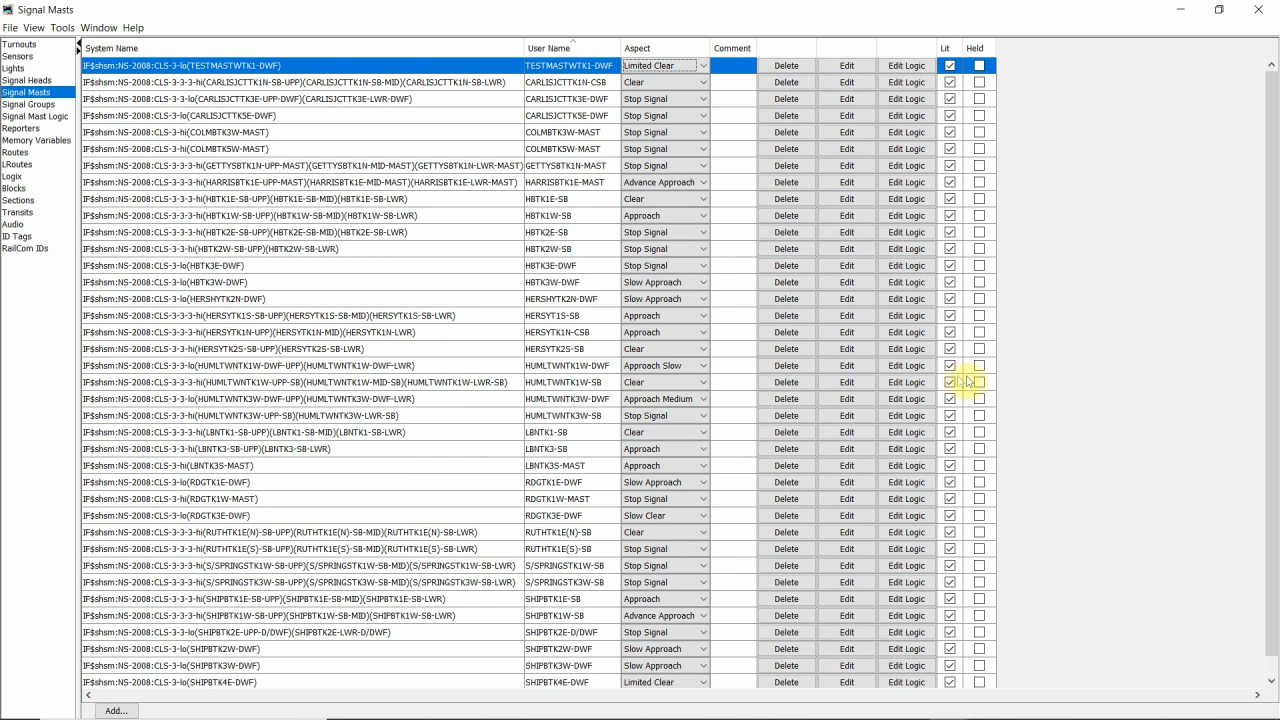 Signal Masts
File View Tools Window Help
Turnouts
Sensors
Lights
Signal Heads
Signal Masts
Signal Groups
Signal Mast Logic
Reporters
Memory Variables
Routes
LRoutes
Logix
Blocks
Sections
Transits
Audio
ID Tags
RailCom IDs
System Name User Name Aspect Comment Lit Held
IF$shsm:NS-2008:CLS-3-lo(TESTMASTWTK1-DWF) TESTMASTWTK1-DWF Limited Clear Delete Edit Edit Logic
IF$shsm:NS-2008:CLS-3-3-3-hi(CARLISJCTTK1N-SB-UPP)(CARLISJCTTK1N-SB-MID)(CARLISJCTTK1N-SB-LWR) CARLISJCTTK1N-CSB Clear Delete Edit Edit Logic
IF$shsm:NS-2008:CLS-3-3-lo(CARLISJCTTK3E-UPP-DWF)(CARLISJCTTK3E-LWR-DWF) CARLISJCTTK3E-DWF Stop Signal Delete Edit Edit Logic
IF$shsm:NS-2008:CLS-3-lo(CARLISJCTTK5E-DWF) CARLISJCTTK5E-DWF Stop Signal Delete Edit Edit Logic
IF$shsm:NS-2008:CLS-3-hi(COLMBTK3W-MAST) COLMBTK3W-MAST Stop Signal Delete Edit Edit Logic
IF$shsm:NS-2008:CLS-3-hi(COLMBTK5W-MAST) COLMBTK5W-MAST Stop Signal Delete Edit Edit Logic
IF$shsm:NS-2008:CLS-3-3-3-hi(GETTYSBTK1N-UPP-MAST)(GETTYSBTK1N-MID-MAST)(GETTYSBTK1N-LWR-MAST) GETTYSBTK1N-MAST Stop Signal Delete Edit Edit Logic
IF$shsm:NS-2008:CLS-3-3-3-hi(HARRISBTK1E-UPP-MAST)(HARRISBTK1E-MID-MAST)(HARRISBTK1E-LWR-MAST) HARRISBTK1E-MAST Advance Approach Delete Edit Edit Logic
IF$shsm:NS-2008:CLS-3-3-3-hi(HBTK1E-SB-UPP)(HBTK1E-SB-MID)(HBTK1E-SB-LWR) HBTK1E-SB Clear Delete Edit Edit Logic
IF$shsm:NS-2008:CLS-3-3-3-hi(HBTK1W-SB-UPP)(HBTK1W-SB-MID)(HBTK1W-SB-LWR) HBTK1W-SB Approach Delete Edit Edit Logic
IF$shsm:NS-2008:CLS-3-3-3-hi(HBTK2E-SB-UPP)(HBTK2E-SB-MID)(HBTK2E-SB-LWR) HBTK2E-SB Stop Signal Delete Edit Edit Logic
IF$shsm:NS-2008:CLS-3-3-hi(HBTK2W-SB-UPP)(HBTK2W-SB-LWR) HBTK2W-SB Stop Signal Delete Edit Edit Logic
IF$shsm:NS-2008:CLS-3-lo(HBTK3E-DWF) HBTK3E-DWF Stop Signal Delete Edit Edit Logic
IF$shsm:NS-2008:CLS-3-lo(HBTK3W-DWF) HBTK3W-DWF Slow Approach Delete Edit Edit Logic
IF$shsm:NS-2008:CLS-3-lo(HERSHYTK2N-DWF) HERSHYTK2N-DWF Slow Approach Delete Edit Edit Logic
IF$shsm:NS-2008:CLS-3-3-3-hi(HERSYTK1S-SB-UPP)(HERSYTK1S-SB-MID)(HERSYTK1S-SB-LWR) HERSYT1S-SB Approach Delete Edit Edit Logic
IF$shsm:NS-2008:CLS-3-3-3-hi(HERSYTK1N-UPP)(HERSYTK1N-MID)(HERSYTK1N-LWR) HERSYTK1N-CSB Approach Delete Edit Edit Logic
IF$shsm:NS-2008:CLS-3-3-hi(HERSYTK2S-SB-UPP)(HERSYTK2S-SB-LWR) HERSYTK2S-SB Clear Delete Edit Edit Logic
IF$shsm:NS-2008:CLS-3-3-lo(HUMLTWNTK1W-DWF-UPP)(HUMLTWNTK1W-DWF-LWR) HUMLTWNTK1W-DWF Approach Slow Delete Edit Edit Logic
IF$shsm:NS-2008:CLS-3-3-3-hi(HUMLTWNTK1W-UPP-SB)(HUMLTWNTK1W-MID-SB)(HUMLTWNTK1W-LWR-SB) HUMLTWNTK1W-SB Clear Delete Edit Edit Logic
IF$shsm:NS-2008:CLS-3-3-lo(HUMLTWNTK3W-DWF-UPP)(HUMLTWNTK3W-DWF-LWR) HUMLTWNTK3W-DWF Approach Medium Delete Edit Edit Logic
IF$shsm:NS-2008:CLS-3-3-hi(HUMLTWNTK3W-UPP-SB)(HUMLTWNTK3W-LWR-SB) HUMLTWNTK3W-SB Stop Signal Delete Edit Edit Logic
IF$shsm:NS-2008:CLS-3-3-3-hi(LBNTK1-SB-UPP)(LBNTK1-SB-MID)(LBNTK1-SB-LWR) LBNTK1-SB Clear Delete Edit Edit Logic
IF$shsm:NS-2008:CLS-3-3-hi(LBNTK3-SB-UPP)(LBNTK3-SB-LWR) LBNTK3-SB Approach Delete Edit Edit Logic
IF$shsm:NS-2008:CLS-3-hi(LBNTK3S-MAST) LBNTK3S-MAST Approach Delete Edit Edit Logic
IF$shsm:NS-2008:CLS-3-lo(RDGTK1E-DWF) RDGTK1E-DWF Slow Approach Delete Edit Edit Logic
IF$shsm:NS-2008:CLS-3-hi(RDGTK1W-MAST) RDGTK1W-MAST Stop Signal Delete Edit Edit Logic
IF$shsm:NS-2008:CLS-3-lo(RDGTK3E-DWF) RDGTK3E-DWF Slow Clear Delete Edit Edit Logic
IF$shsm:NS-2008:CLS-3-3-3-hi(RUTHTK1E(N)-SB-UPP)(RUTHTK1E(N)-SB-MID)(RUTHTK1E(N)-SB-LWR) RUTHTK1E(N)-SB Clear Delete Edit Edit Logic
IF$shsm:NS-2008:CLS-3-3-3-hi(RUTHTK1E(S)-SB-UPP)(RUTHTK1E(S)-SB-MID)(RUTHTK1E(S)-SB-LWR) RUTHTK1E(S)-SB Stop Signal Delete Edit Edit Logic
IF$shsm:NS-2008:CLS-3-3-3-hi(S/SPRINGSTK1W-SB-UPP)(S/SPRINGSTK1W-SB-MID)(S/SPRINGSTK1W-SB-LWR) S/SPRINGSTK1W-SB Stop Signal Delete Edit Edit Logic
IF$shsm:NS-2008:CLS-3-3-3-hi(S/SPRINGSTK3W-SB-UPP)(S/SPRINGSTK3W-SB-MID)(S/SPRINGSTK3W-SB-LWR) S/SPRINGSTK3W-SB Stop Signal Delete Edit Edit Logic
IF$shsm:NS-2008:CLS-3-3-3-hi(SHIPBTK1E-SB-UPP)(SHIPBTK1E-SB-MID)(SHIPBTK1E-SB-LWR) SHIPBTK1E-SB Approach Delete Edit Edit Logic
IF$shsm:NS-2008:CLS-3-3-3-hi(SHIPBTK1W-SB-UPP)(SHIPBTK1W-SB-MID)(SHIPBTK1W-SB-LWR) SHIPBTK1W-SB Advance Approach Delete Edit Edit Logic
IF$shsm:NS-2008:CLS-3-3-lo(SHIPBTK2E-UPP-D/DWF)(SHIPBTK2E-LWR-D/DWF) SHIPBTK2E-D/DWF Stop Signal Delete Edit Edit Logic
IF$shsm:NS-2008:CLS-3-lo(SHIPBTK2W-DWF) SHIPBTK2W-DWF Slow Approach Delete Edit Edit Logic
IF$shsm:NS-2008:CLS-3-lo(SHIPBTK3W-DWF) SHIPBTK3W-DWF Slow Approach Delete Edit Edit Logic
IF$shsm:NS-2008:CLS-3-lo(SHIPBTK4E-DWF) SHIPBTK4E-DWF Limited Clear Delete Edit Edit Logic
Add...